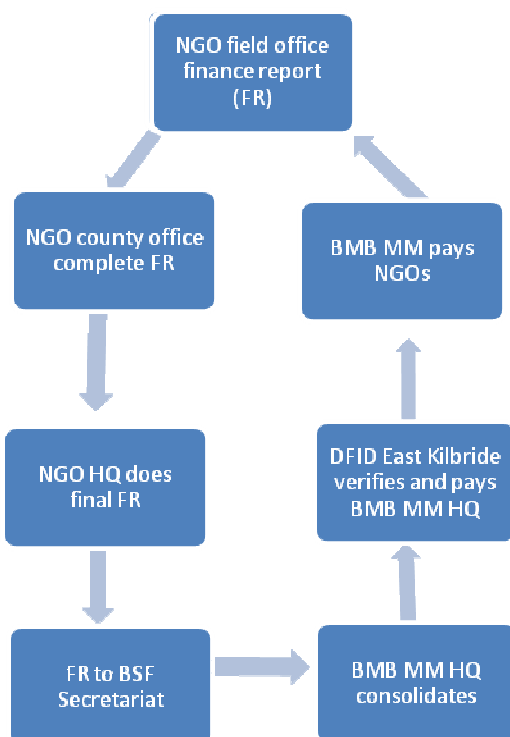 NGO field office
finance report
(FR)
NGO county office
complete FR
NGO HQ does
final FR
FR to BSF
Secretariat
BMB MM HQ
consolidates
DFID East Kilbride
verifies and pays
BMB MM HQ
BMB MM pays
NGOs